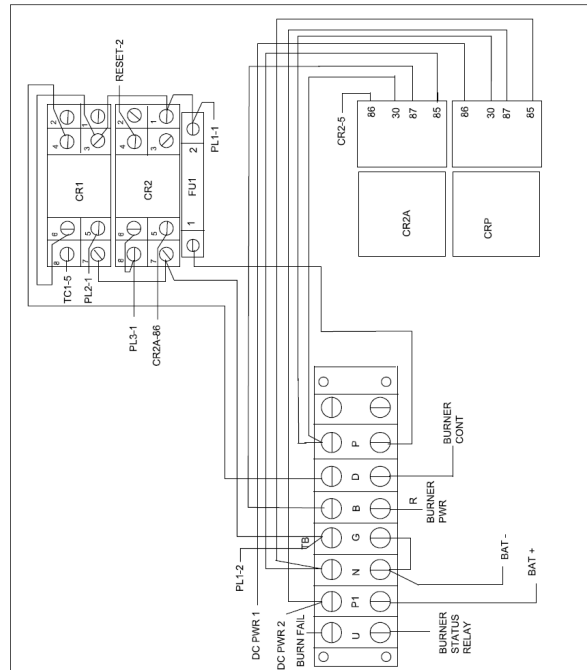 RESET-2
PL1-1
2
4
1
3
CR1
6
8
5
7
2
4
1
3
CR2
6
8
5
7
2
FU1
1
TC1-5
PL2-1
PL3-1
CR2A-86
CR2-5
86
30
87
85
CR2A
86
30
87
85
CRP
P
D
B
G
N
P1
U
TB
PL1-2
DC PWR 1
DC PWR 2
BURN FAIL
BURNER
CONT
R
BURNER
PWR
BAT -
BAT +
BURNER
STATUS
RELAY